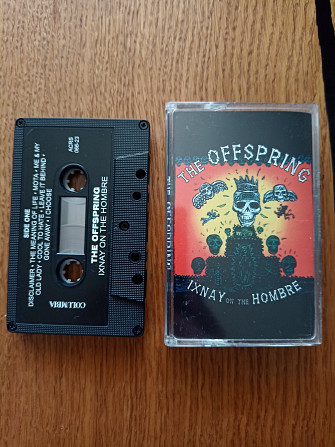 ACRS
086-23
SIDE ONE
DISCLAIMER • THE MEANING OF LIFE • MOTA • ME & MY
OLD LADY • COOL TO HATE • LEAVE IT BEHIND •
GONE AWAY • I CHOOSE
THE OFFSPRING
IXNAY ON THE HOMBRE
COLUMBIA
THE OFFSPRING
IXNAY ON THE HOMBRE